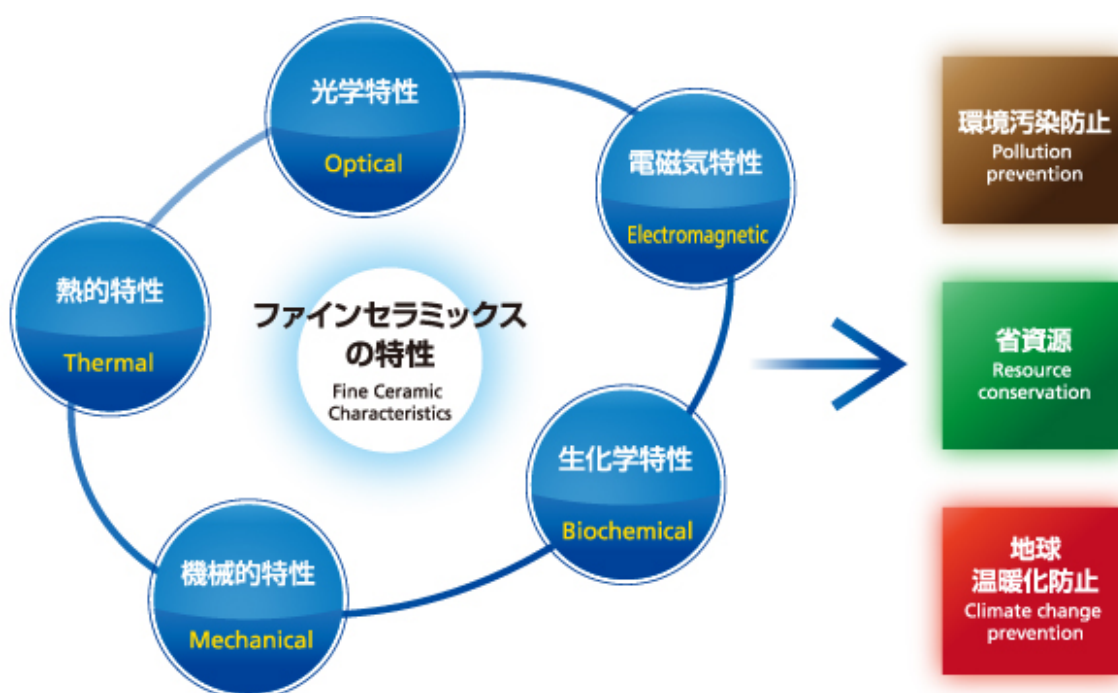 光学特性
Optical
電磁気特性
Electromagnetic
熱的特性
Thermal
ファインセラミックス
の特性
Fine Ceramic
Characteristics
生化学特性
Biochemical
機械的特性
Mechanical
環境汚染防止
Pollution
prevention
省資源
Resource
conservation
地球
温暖化防止
Climate change
prevention